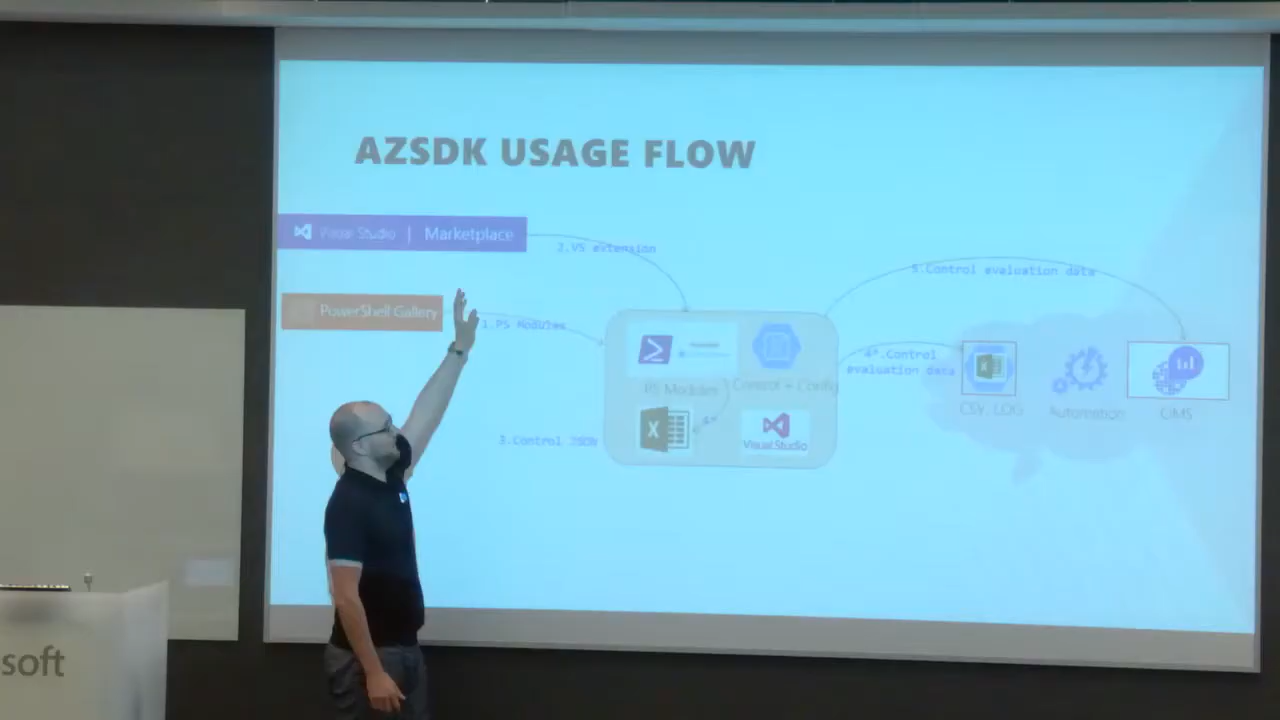 AZSDK USAGE FLOW
Visual Studio | Marketplace
2.VS extension
5.Control evaluation data
PowerShell Gallery
1.PS Modules
4*.Control
evaluation data
PS Modules
Control + Config
CSV, LOG
Automation
3.Control JSON
4*
Visual Studio
soft